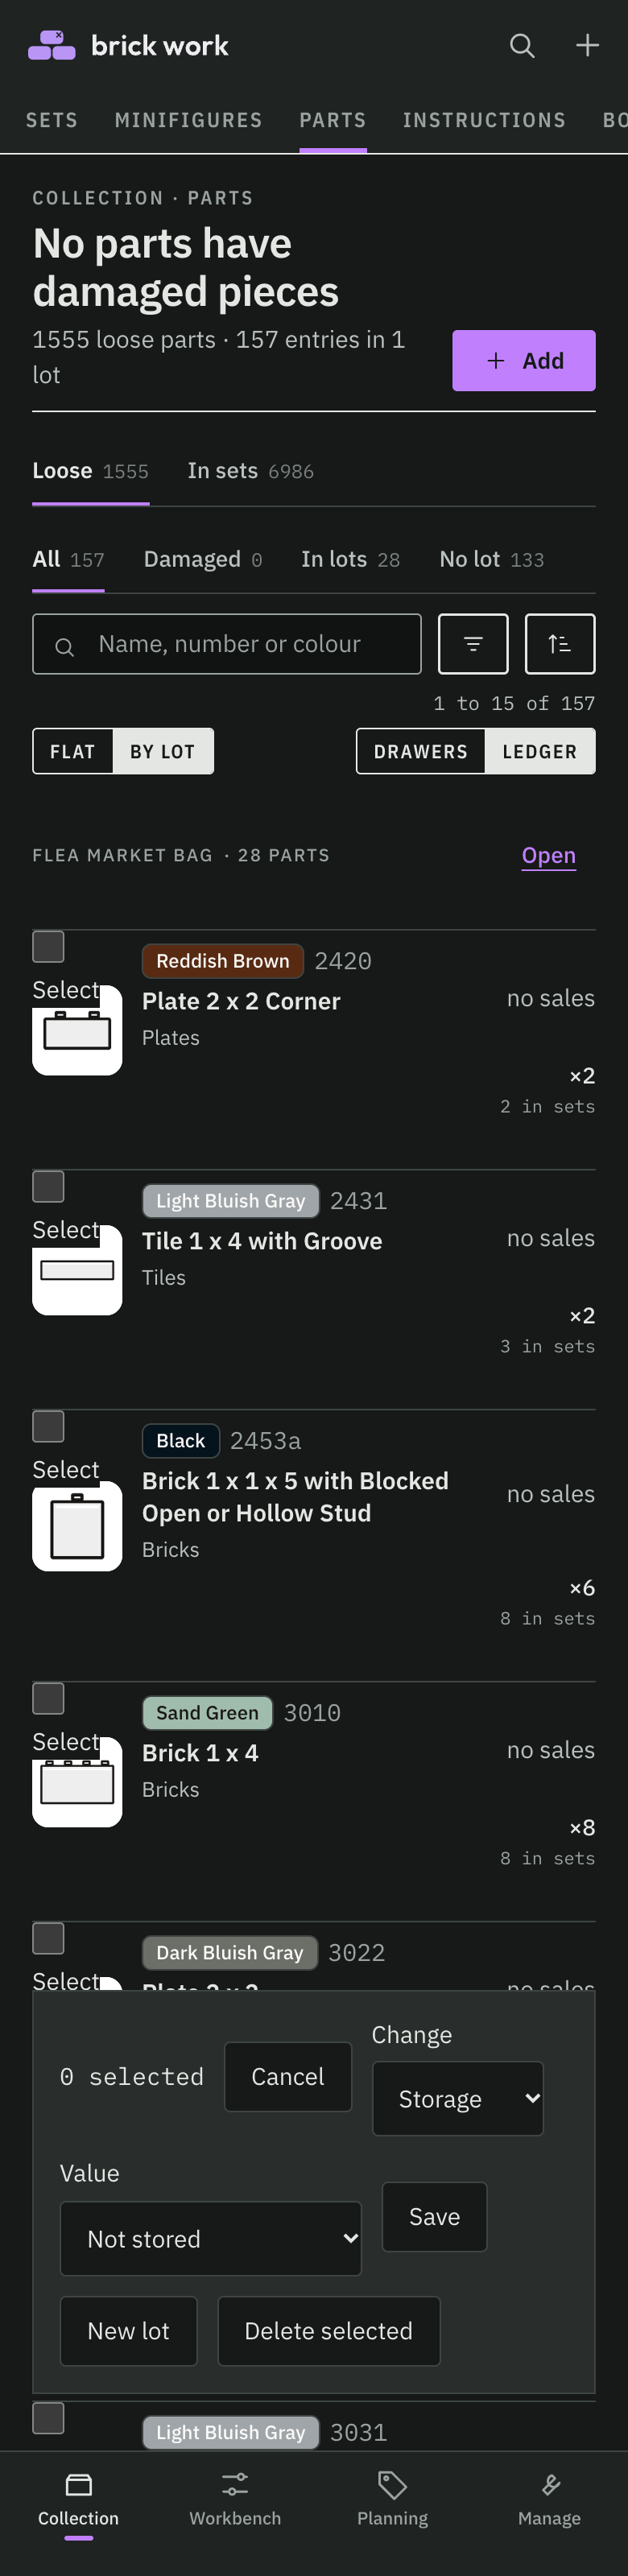 brick work
SETS MINIFIGURES PARTS INSTRUCTIONS BO
COLLECTION · PARTS
No parts have
damaged pieces
1555 loose parts · 157 entries in 1
lot
+ Add
Loose 1555 In sets 6986
All 157 Damaged 0 In lots 28 No lot 133
Name, number or colour
1 to 15 of 157
FLAT BY LOT DRAWERS LEDGER
FLEA MARKET BAG · 28 PARTS Open
Reddish Brown 2420
Select
Plate 2 x 2 Corner
no sales
Plates
×2
2 in sets
Light Bluish Gray 2431
Select
Tile 1 x 4 with Groove
no sales
Tiles
×2
3 in sets
Black 2453a
Select
Brick 1 x 1 x 5 with Blocked
Open or Hollow Stud
no sales
Bricks
×6
8 in sets
Sand Green 3010
Select
Brick 1 x 4
no sales
Bricks
×8
8 in sets
Dark Bluish Gray 3022
Select
no sales
Change
0 selected Cancel Storage
Value
Not stored Save
New lot Delete selected
Light Bluish Gray 3031
Collection Workbench Planning Manage